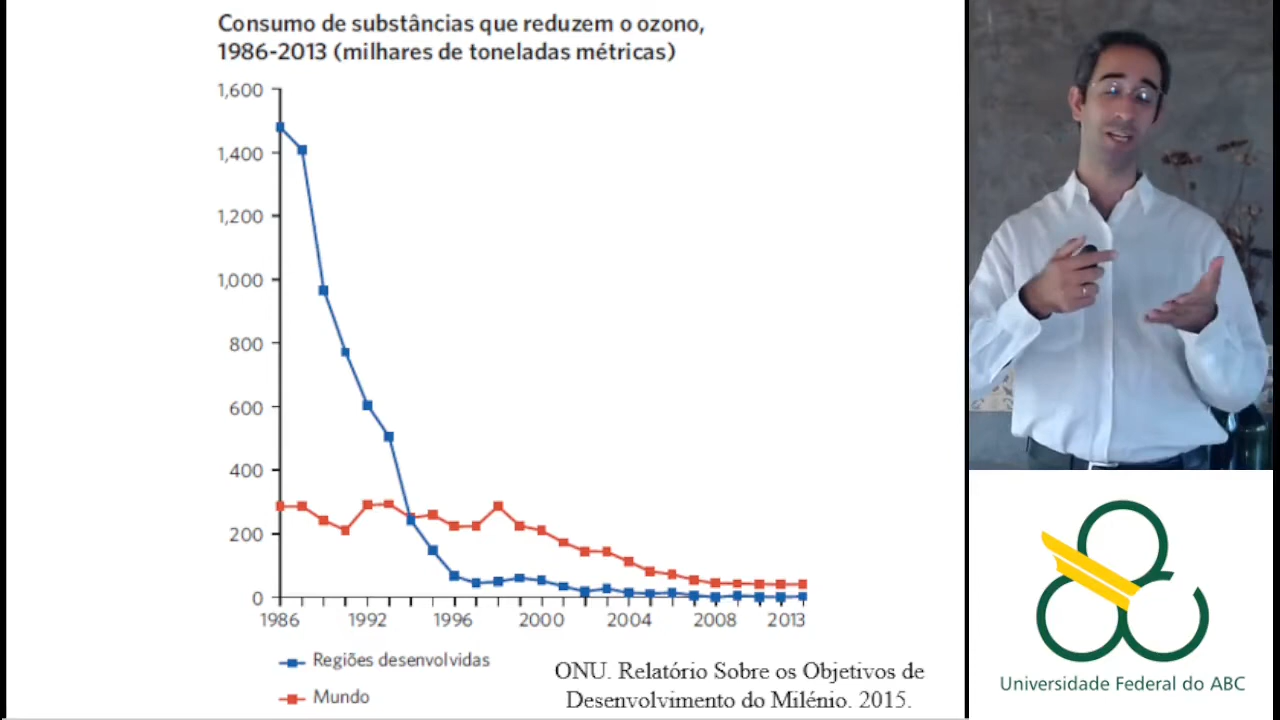 Consumo de substâncias que reduzem o ozono,
1986-2013 (milhares de toneladas métricas)
1,600
1,400
1,200
1,000
800
600
400
200
0
1986 1992 1996 2000 2004 2008 2013
Regiões desenvolvidas
Mundo
ONU. Relatório Sobre os Objetivos de
Desenvolvimento do Milénio. 2015.
Universidade Federal do ABC